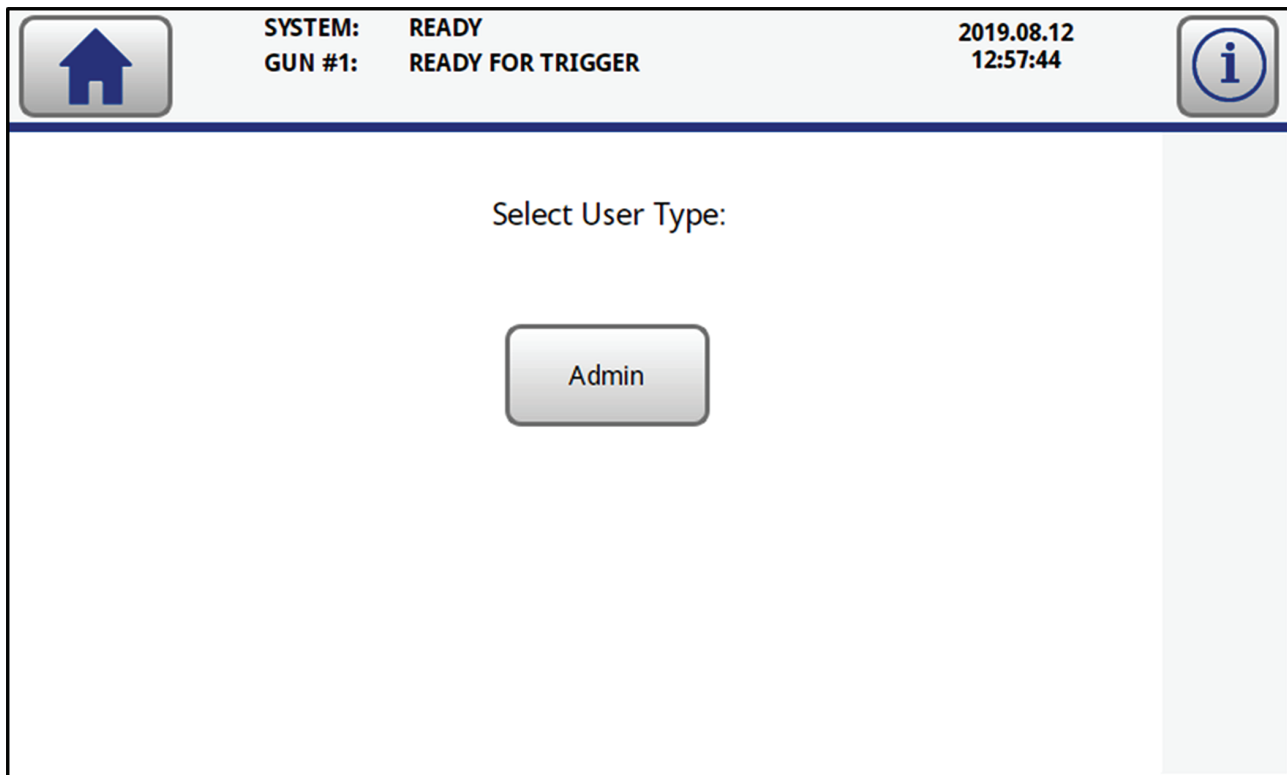 SYSTEM: READY
GUN #1: READY FOR TRIGGER
2019.08.12
12:57:44
i
Select User Type:
Admin